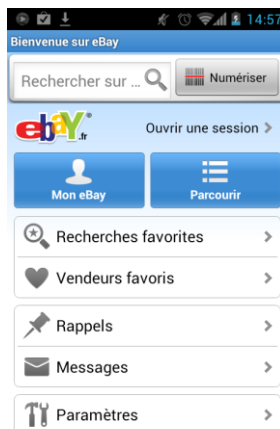 14:57
Bienvenue sur eBay
Rechercher sur ...
Numériser
ebay.fr
Ouvrir une session
Mon eBay
Parcourir
Recherches favorites
Vendeurs favoris
Rappels
Messages
Paramètres